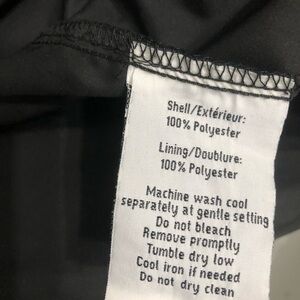 Shell/Extérieur:
100% Polyester
Lining/Doublure:
100% Polyester
Machine wash cool
separately at gentle setting
Do not bleach
Remove promptly
Tumble dry low
Cool iron if needed
Do not dry clean